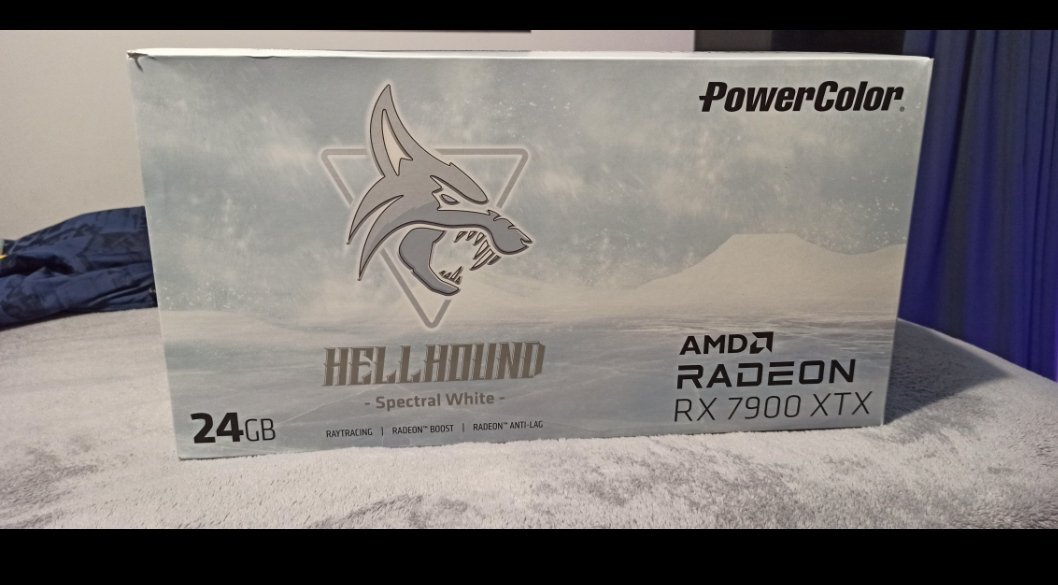 PowerColor
HELLHOUND
- Spectral White -
RAYTRACING | RADEON™ BOOST | RADEON™ ANTI-LAG
24GB
AMD
RADEON
RX 7900 XTX